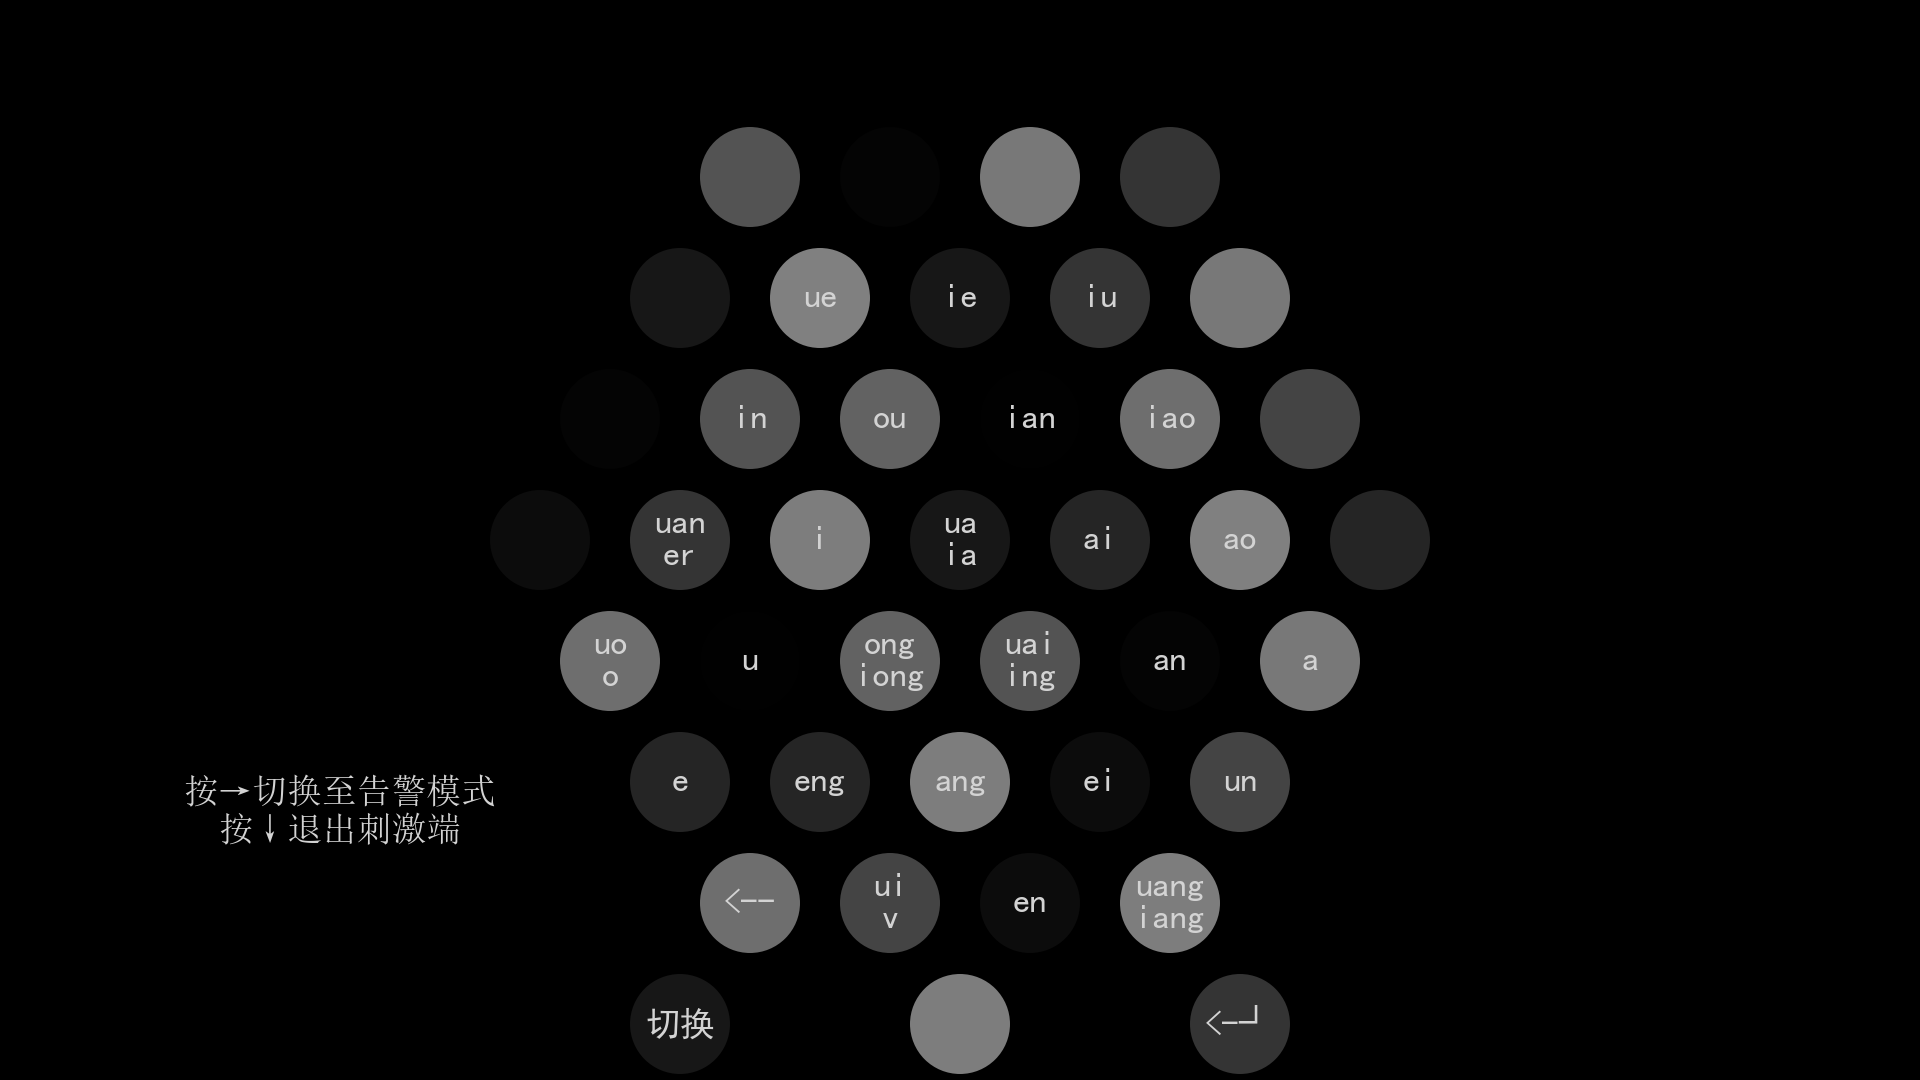 ue
ie
iu
in
ou
ian
iao
uan
er
i
ua
ia
ai
ao
uo
o
u
ong
iong
uai
ing
an
a
e
eng
ang
ei
un
按→切换至告警模式
按↓退出刺激端
<--
ui
v
en
uang
iang
切换
<-┘